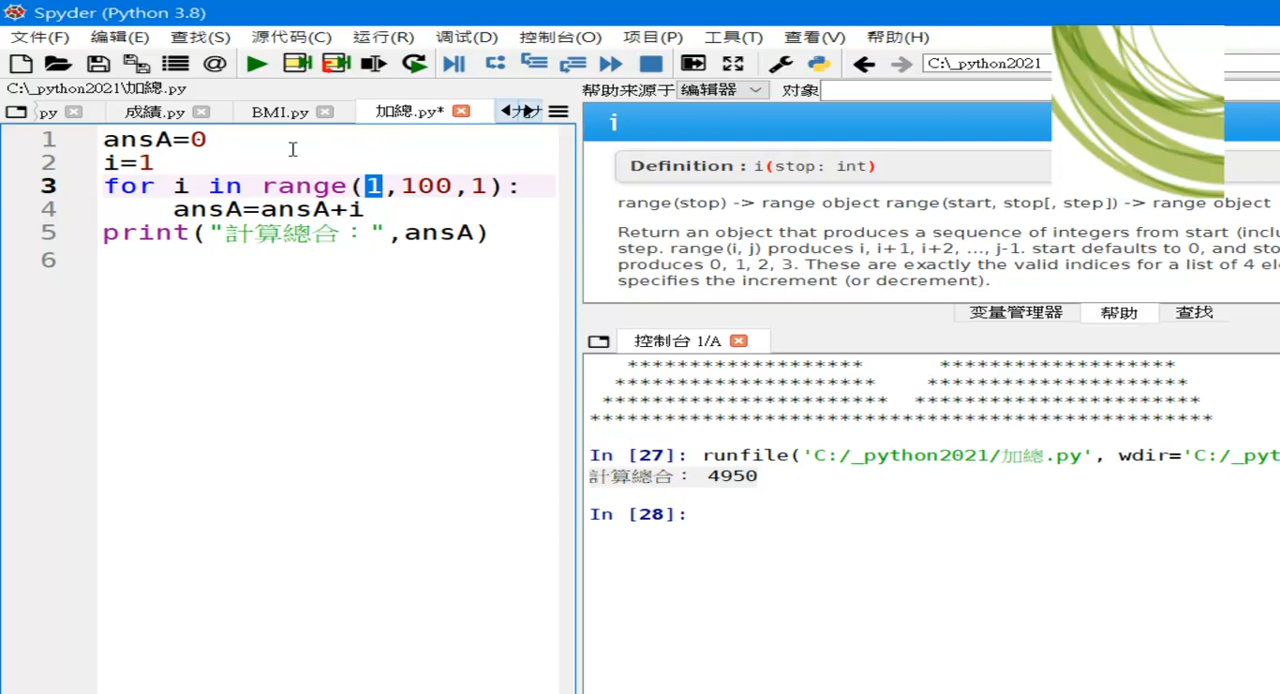 Spyder (Python 3.8)
文件(F) 编辑(E) 查找(S) 源代码(C) 运行(R) 调试(D) 控制台(O) 项目(P) 工具(T) 查看(V) 帮助(H)
C:\_python2021
C:\_python2021\加總.py
帮助来源于 编辑器 对象
py 成績.py BMI.py 加總.py*
1 ansA=0
2 i=1
3 for i in range(1,100,1):
4 ansA=ansA+i
5 print("計算總合：",ansA)
6
i
Definition : i(stop: int)
range(stop) -> range object range(start, stop[, step]) -> range object
Return an object that produces a sequence of integers from start (inclu
step. range(i, j) produces i, i+1, i+2, ..., j-1. start defaults to 0, and sto
produces 0, 1, 2, 3. These are exactly the valid indices for a list of 4 el
specifies the increment (or decrement).
变量管理器 帮助 查找
控制台 1/A
******************* *******************
********************* *********************
*********************** ***********************
**************************************************
In [27]: runfile('C:/_python2021/加總.py', wdir='C:/_pyt
計算總合： 4950
In [28]: